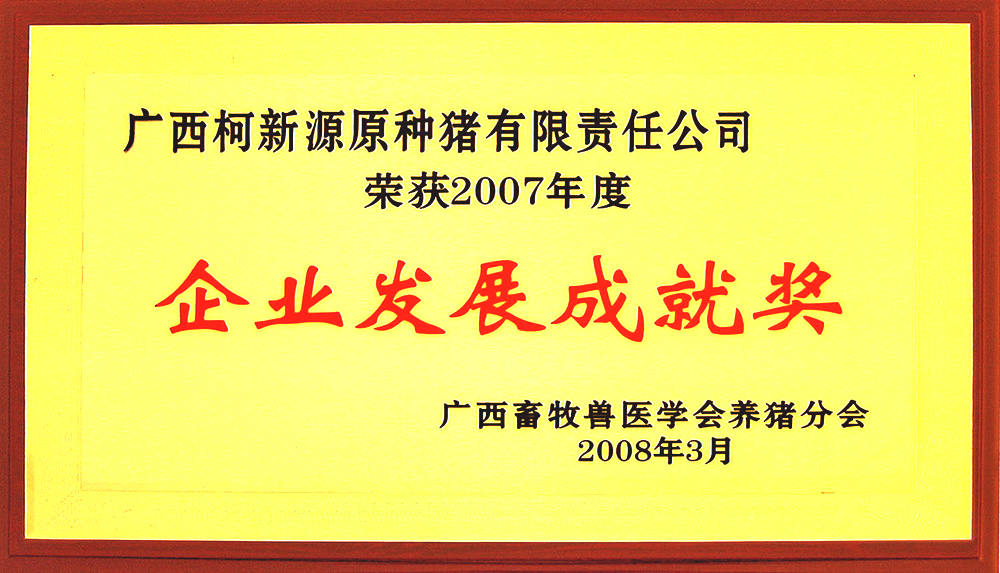 广西柯新源原种猪有限责任公司
荣获2007年度
企业发展成就奖
广西畜牧兽医学会养猪分会
2008年3月